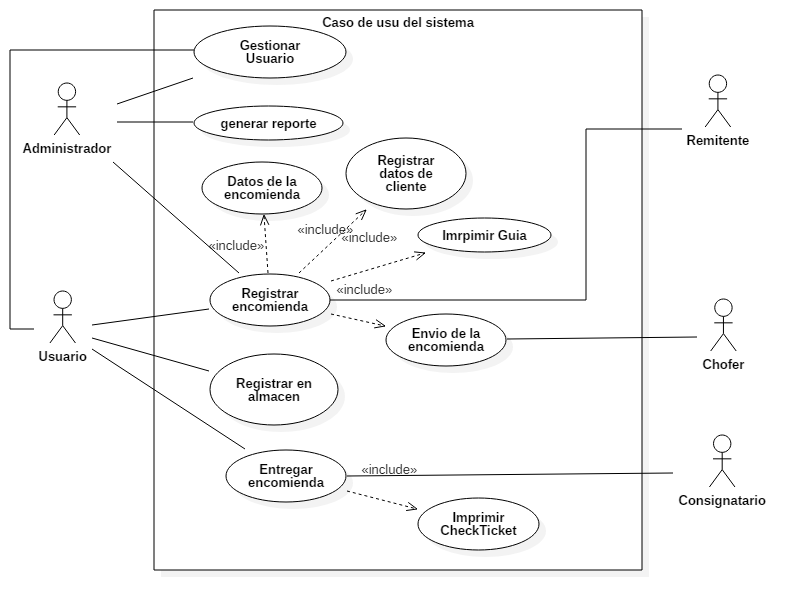 Caso de usu del sistema
Gestionar
Usuario
Administrador
generar reporte
Remitente
Registrar
datos de
cliente
Datos de la
encomienda
«include»
«include»
«include»
Imrpimir Guia
«include»
Registrar
encomienda
Envio de la
encomienda
Usuario
Chofer
Registrar en
almacen
Entregar
encomienda
«include»
Consignatario
Imprimir
CheckTicket